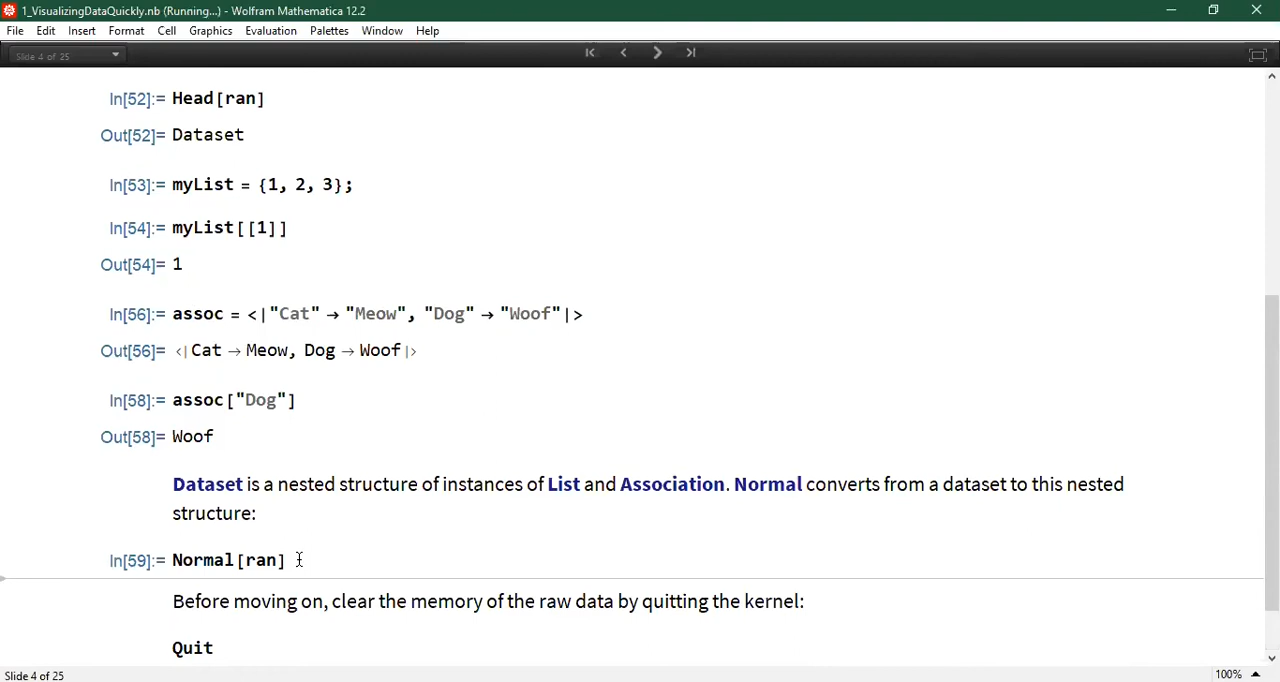 1_VisualizingDataQuickly.nb (Running...) - Wolfram Mathematica 12.2
File Edit Insert Format Cell Graphics Evaluation Palettes Window Help
Slide 4 of 25
In[52]:= Head[ran]
Out[52]= Dataset
In[53]:= myList = {1, 2, 3};
In[54]:= myList[[1]]
Out[54]= 1
In[56]:= assoc = <|"Cat" → "Meow", "Dog" → "Woof"|>
Out[56]= <|Cat → Meow, Dog → Woof|>
In[58]:= assoc["Dog"]
Out[58]= Woof
Dataset is a nested structure of instances of List and Association. Normal converts from a dataset to this nested
structure:
In[59]:= Normal[ran]
Before moving on, clear the memory of the raw data by quitting the kernel:
Quit
Slide 4 of 25 100%